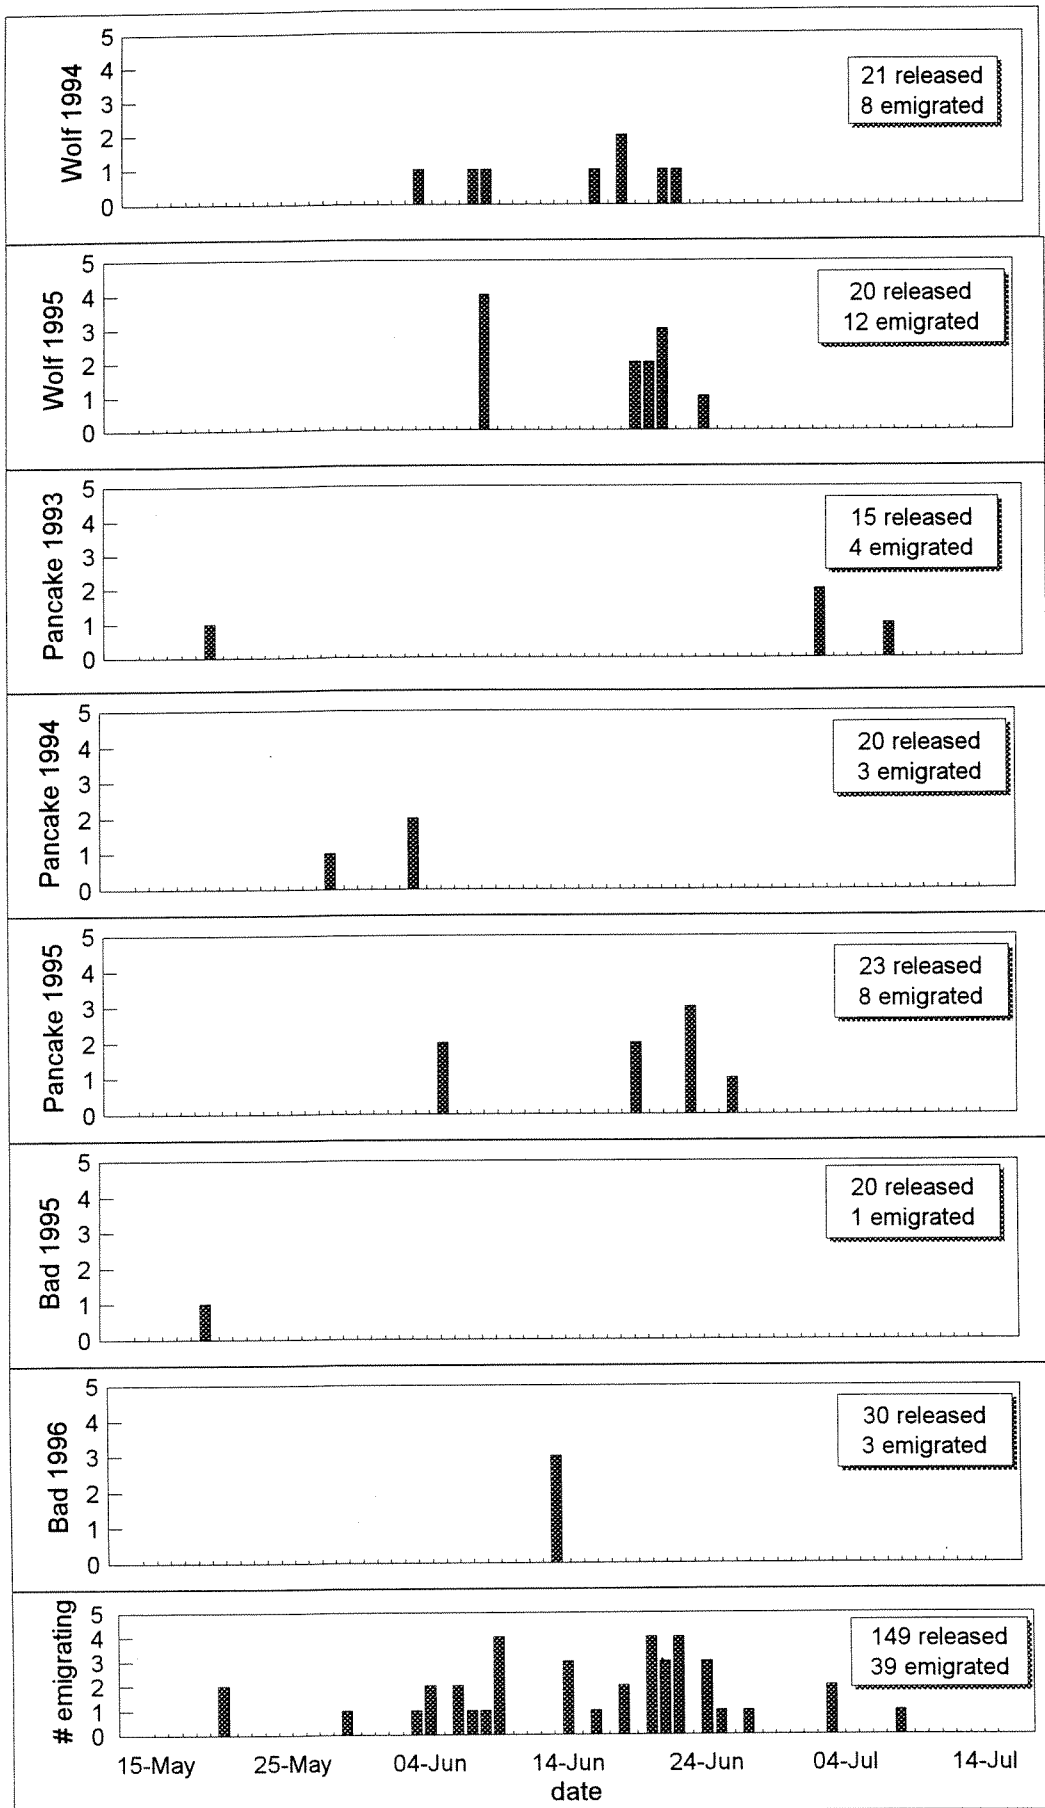 Wolf 1994
5
4
3
2
1
0
21 released
8 emigrated
Wolf 1995
5
4
3
2
1
0
20 released
12 emigrated
Pancake 1993
5
4
3
2
1
0
15 released
4 emigrated
Pancake 1994
5
4
3
2
1
0
20 released
3 emigrated
Pancake 1995
5
4
3
2
1
0
23 released
8 emigrated
Bad 1995
5
4
3
2
1
0
20 released
1 emigrated
Bad 1996
5
4
3
2
1
0
30 released
3 emigrated
# emigrating
5
4
3
2
1
0
149 released
39 emigrated
15-May 25-May 04-Jun 14-Jun 24-Jun 04-Jul 14-Jul
date